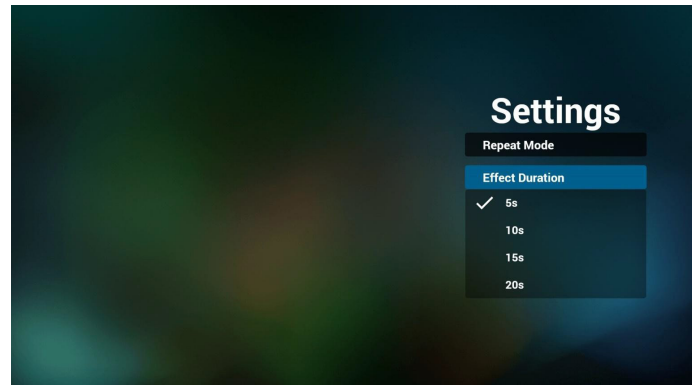 Settings
Repeat Mode
Effect Duration
5s
10s
15s
20s